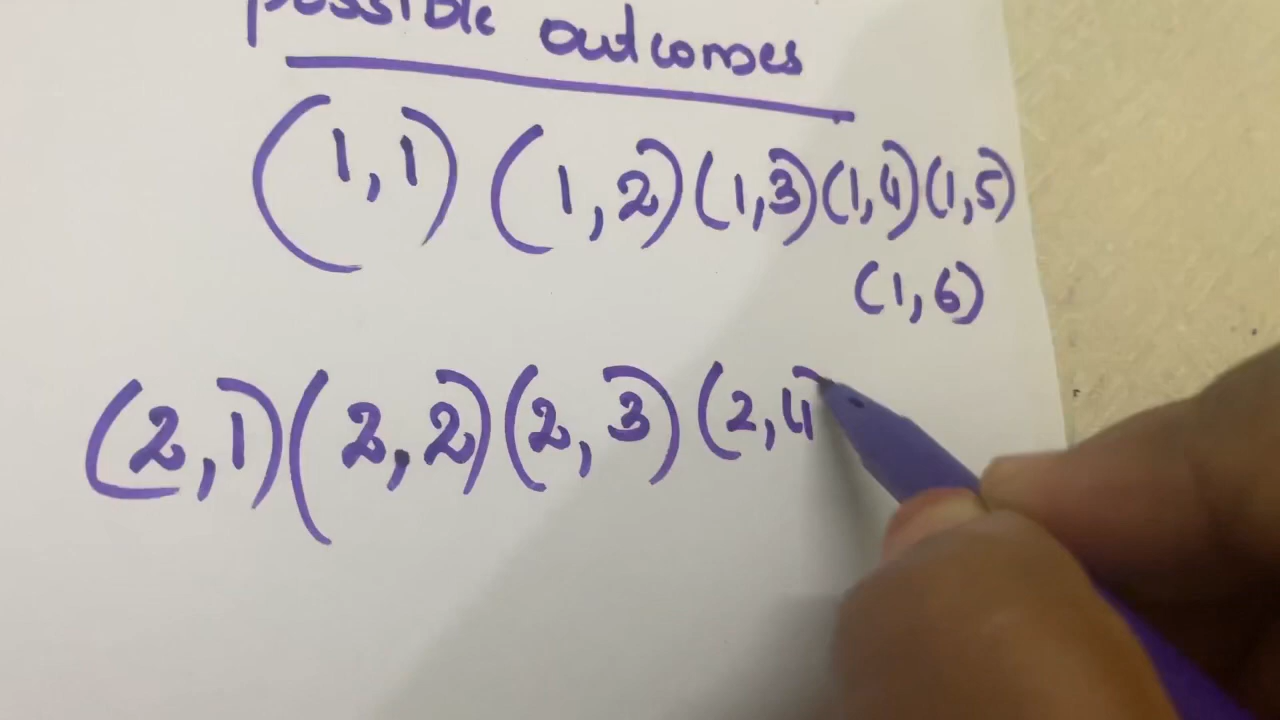 possible outcomes
(1,1) (1,2) (1,3) (1,4) (1,5)
(1,6)
(2,1) (2,2) (2,3) (2,4